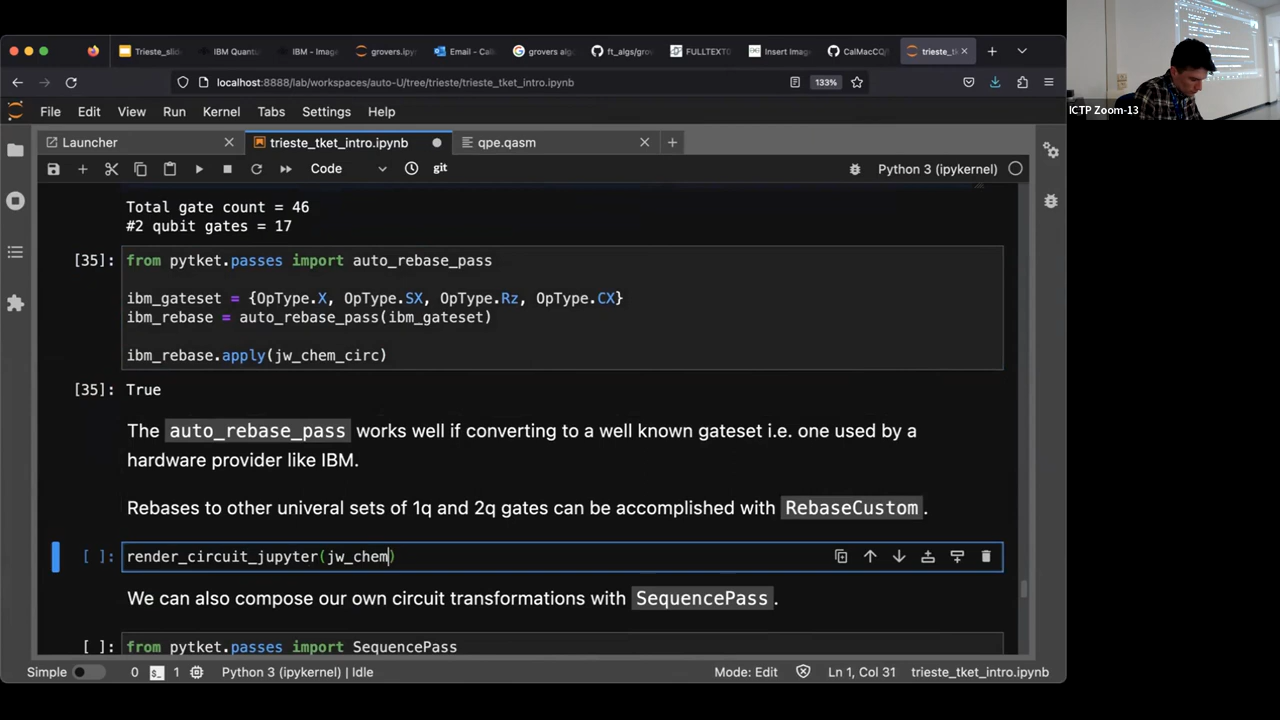 Trieste_slid
IBM Quantu
IBM - Image
grovers.ipyn
Email - Cal
grovers alg
ft_algs/gro
FULLTEXT0
Insert Imag
CalMacCQ/
trieste_tk
localhost:8888/lab/workspaces/auto-U/tree/trieste/trieste_tket_intro.ipynb
133%
ICTP Zoom-13
File Edit View Run Kernel Tabs Settings Help
Launcher
trieste_tket_intro.ipynb
qpe.qasm
Code
git
Python 3 (ipykernel)
Total gate count = 46
#2 qubit gates = 17
[35]: from pytket.passes import auto_rebase_pass
ibm_gateset = {OpType.X, OpType.SX, OpType.Rz, OpType.CX}
ibm_rebase = auto_rebase_pass(ibm_gateset)
ibm_rebase.apply(jw_chem_circ)
[35]: True
The auto_rebase_pass works well if converting to a well known gateset i.e. one used by a
hardware provider like IBM.
Rebases to other univeral sets of 1q and 2q gates can be accomplished with RebaseCustom.
[ ]: render_circuit_jupyter(jw_chem)
We can also compose our own circuit transformations with SequencePass.
[ ]: from pytket.passes import SequencePass
Simple 0 1 Python 3 (ipykernel) | Idle Mode: Edit Ln 1, Col 31 trieste_tket_intro.ipynb